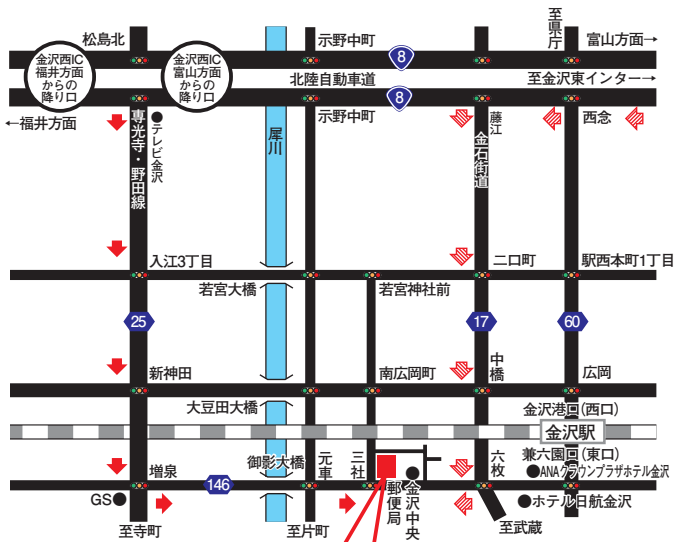 松島北
示野中町
至県庁
富山方面→
金沢西IC
福井方面
からの
降り口
金沢西IC
富山方面
からの
降り口
8
北陸自動車道
至金沢東インター→
8
←福井方面
専光寺・野田線
●テレビ金沢
犀川
示野中町
藤江
金石街道
西念
入江3丁目
二口町
駅西本町1丁目
若宮大橋
若宮神社前
25
17
60
新神田
南広岡町
中橋
広岡
大豆田大橋
金沢港口(西口)
金沢駅
御影大橋
元車
三社
六枚
兼六園口(東口)
●ANAクラウンプラザホテル金沢
増泉
146
郵便局
●金沢中央
GS●
●ホテル日航金沢
至寺町
至片町
至武蔵